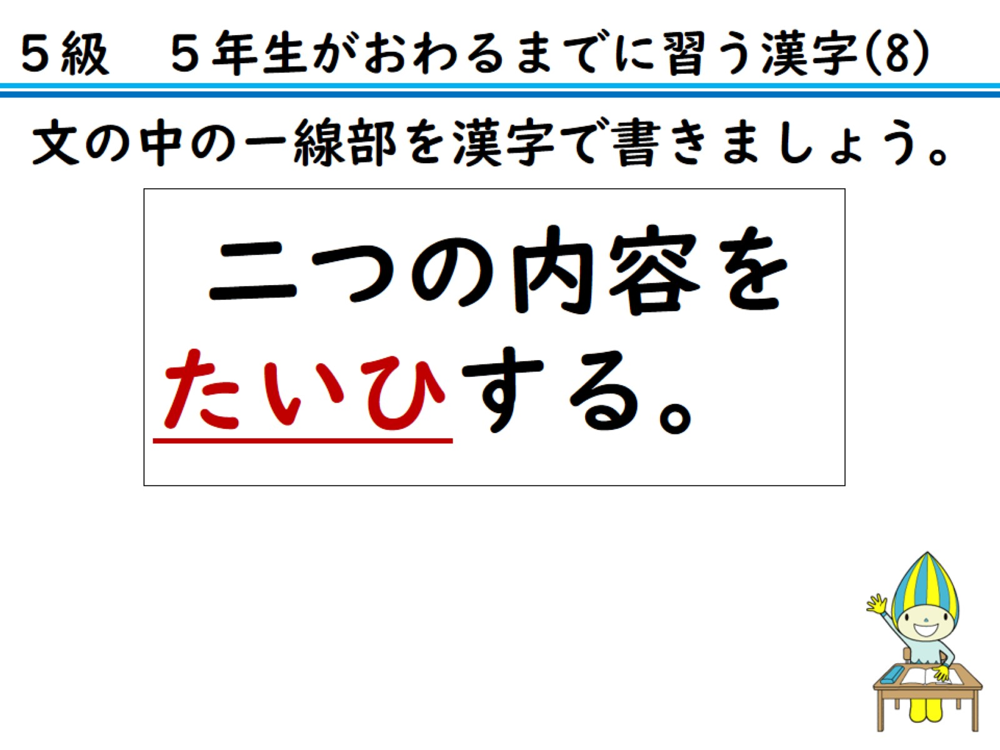 ５級　５年生がおわるまでに習う漢字(8)
文の中の一線部を漢字で書きましょう。
二つの内容を
たいひする。